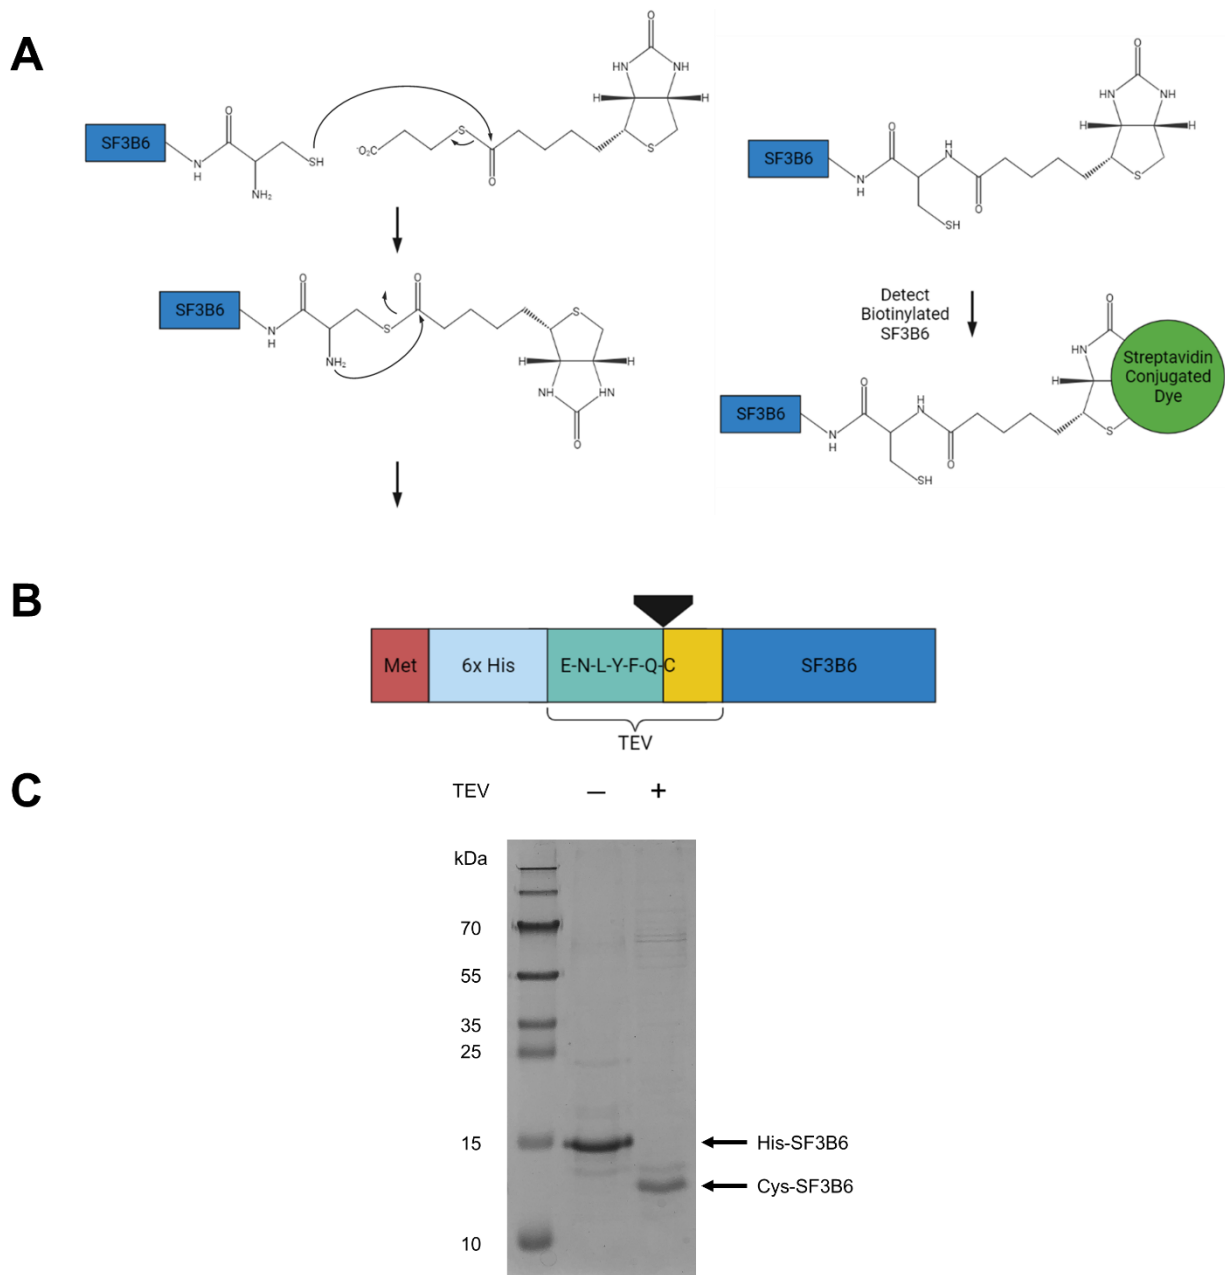 A
O
HN
NH
H
H
S
SF3B6
O
N
H
NH₂
SH
⁻O₂C
S
O
SF3B6
O
N
H
NH₂
S
O
S
H
H
NH
HN
O
O
HN
NH
H
H
S
SF3B6
O
N
H
H
N
SH
O
Detect
Biotinylated
SF3B6
O
HN
H
S
Streptavidin
Conjugated
Dye
SF3B6
O
N
H
H
N
SH
O
B
Met
6x His
E-N-L-Y-F-Q-C
SF3B6
TEV
C
TEV
–
+
kDa
70
55
35
25
15
10
His-SF3B6
Cys-SF3B6